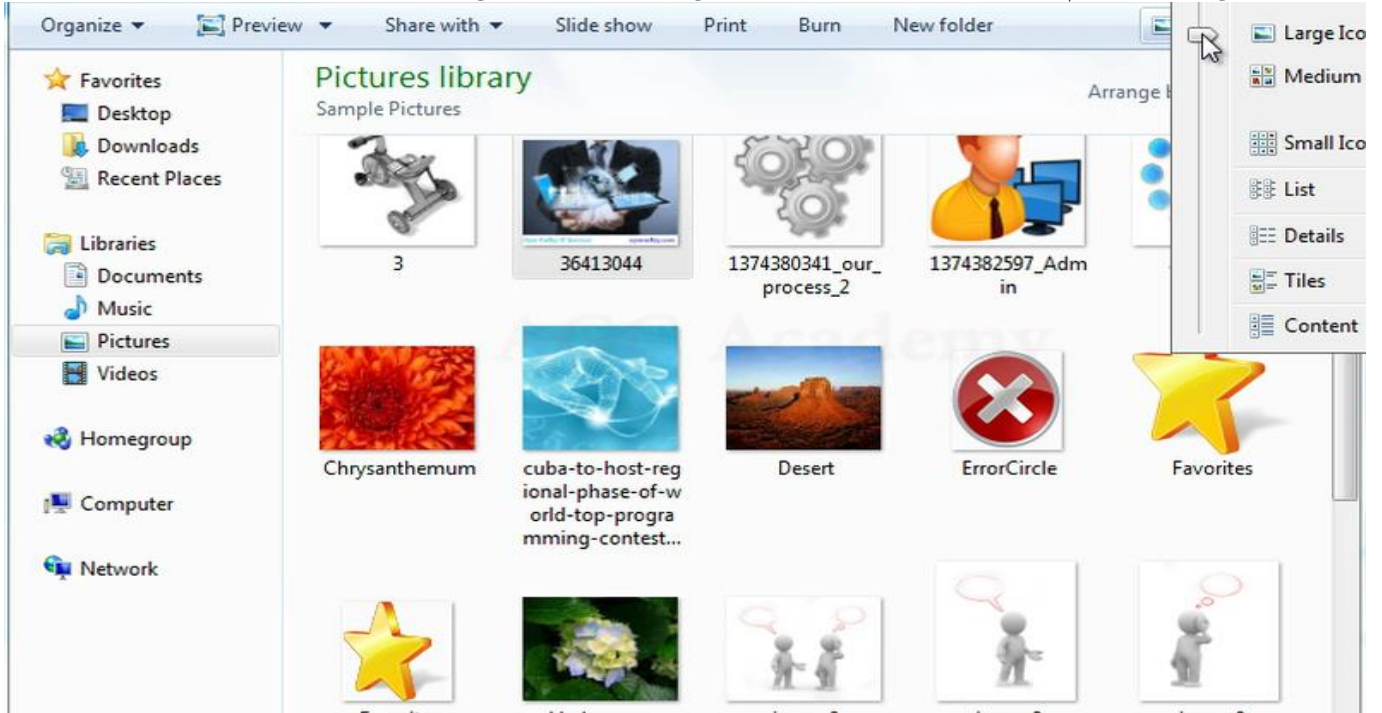 Organize Preview Share with Slide show Print Burn New folder
Large Ico
Medium
Small Ico
List
Details
Tiles
Content
Favorites
Desktop
Downloads
Recent Places
Libraries
Documents
Music
Pictures
Videos
Homegroup
Computer
Network
Pictures library
Sample Pictures
Arrange b
3
36413044
1374380341_our_
process_2
1374382597_Adm
in
Chrysanthemum
cuba-to-host-reg
ional-phase-of-w
orld-top-progra
mming-contest...
Desert
ErrorCircle
Favorites
Academy